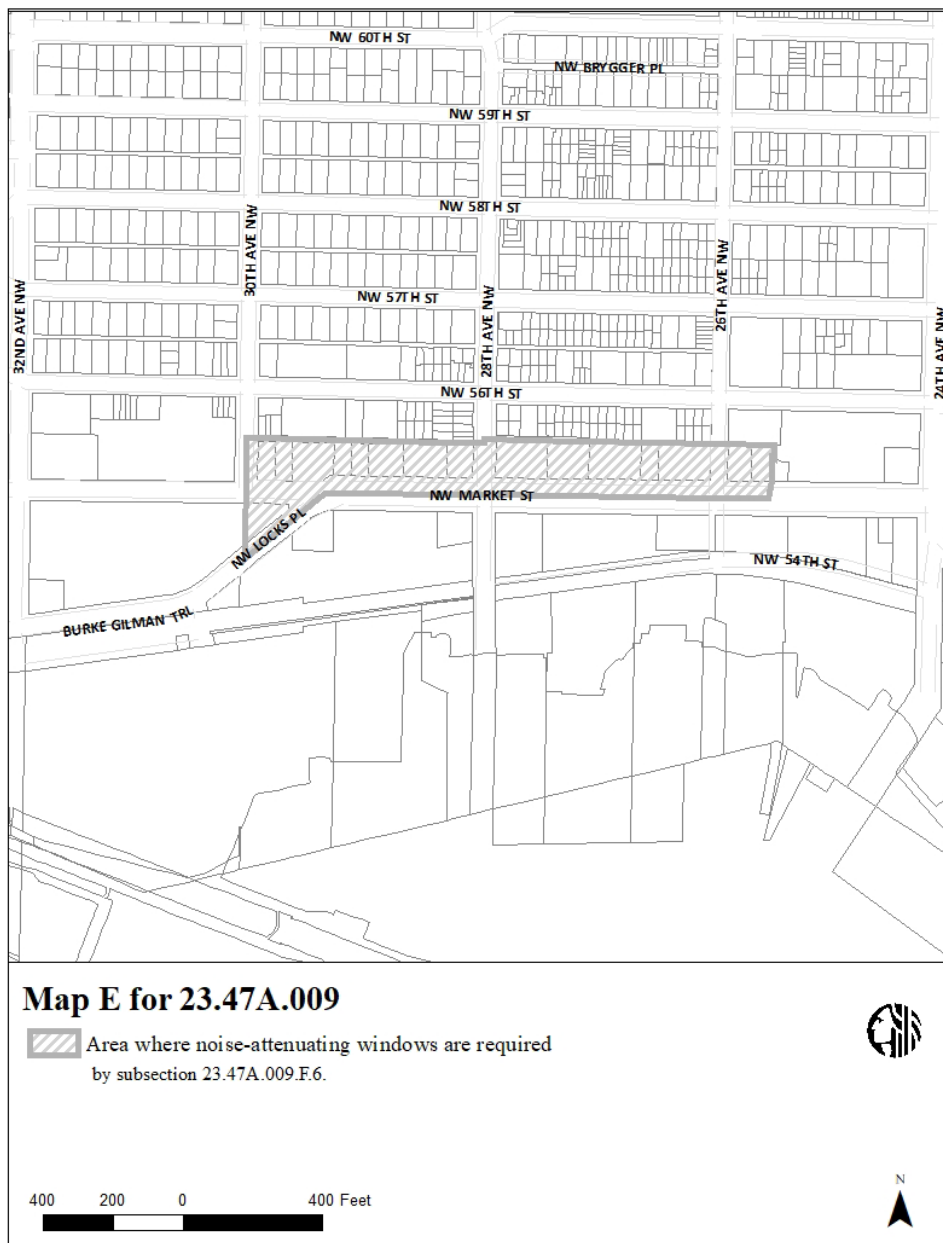 NW 60TH ST
NW BRYGGER PL
NW 59TH ST
NW 58TH ST
30TH AVE NW
26TH AVE NW
NW 57TH ST
32ND AVE NW
28TH AVE NW
24TH AVE NW
NW 56TH ST
NW MARKET ST
NW LOCKS PL
NW 54TH ST
BURKE GILMAN TRL
Map E for 23.47A.009
Area where noise-attenuating windows are required
by subsection 23.47A.009.F.6.
N
400 200 0 400 Feet